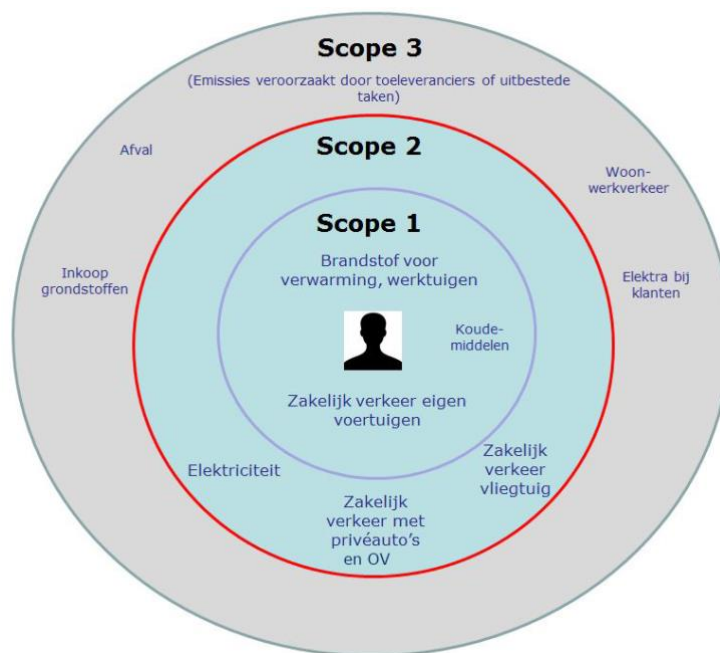 Scope 3
(Emissies veroorzaakt door toeleveranciers of uitbestede
taken)
Afval
Scope 2
Woon-
werkverkeer
Scope 1
Brandstof voor
verwarming, werktuigen
Inkoop
grondstoffen
Elektra bij
klanten
Koude-
middelen
Zakelijk verkeer eigen
voertuigen
Elektriciteit
Zakelijk
verkeer
vliegtuig
Zakelijk
verkeer met
privéauto's
en OV